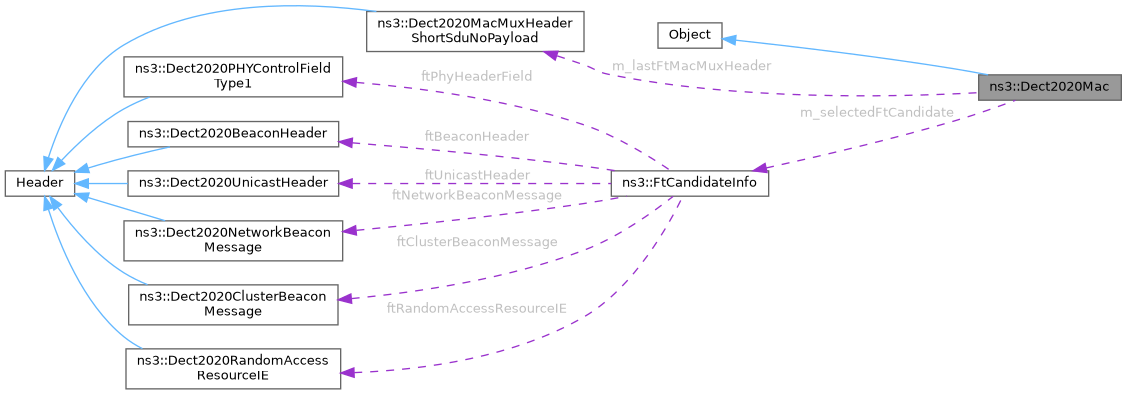 ns3::Dect2020MacMuxHeader
ShortSduNoPayload
Object
m_lastFtMacMuxHeader
ns3::Dect2020PHYControlField
Type1
ftPhyHeaderField
ns3::Dect2020Mac
m_selectedFtCandidate
ns3::Dect2020BeaconHeader
ftBeaconHeader
Header
ns3::Dect2020UnicastHeader
ftUnicastHeader
ns3::FtCandidateInfo
ftNetworkBeaconMessage
ns3::Dect2020NetworkBeacon
Message
ftClusterBeaconMessage
ns3::Dect2020ClusterBeacon
Message
ftRandomAccessResourceIE
ns3::Dect2020RandomAccess
ResourceIE